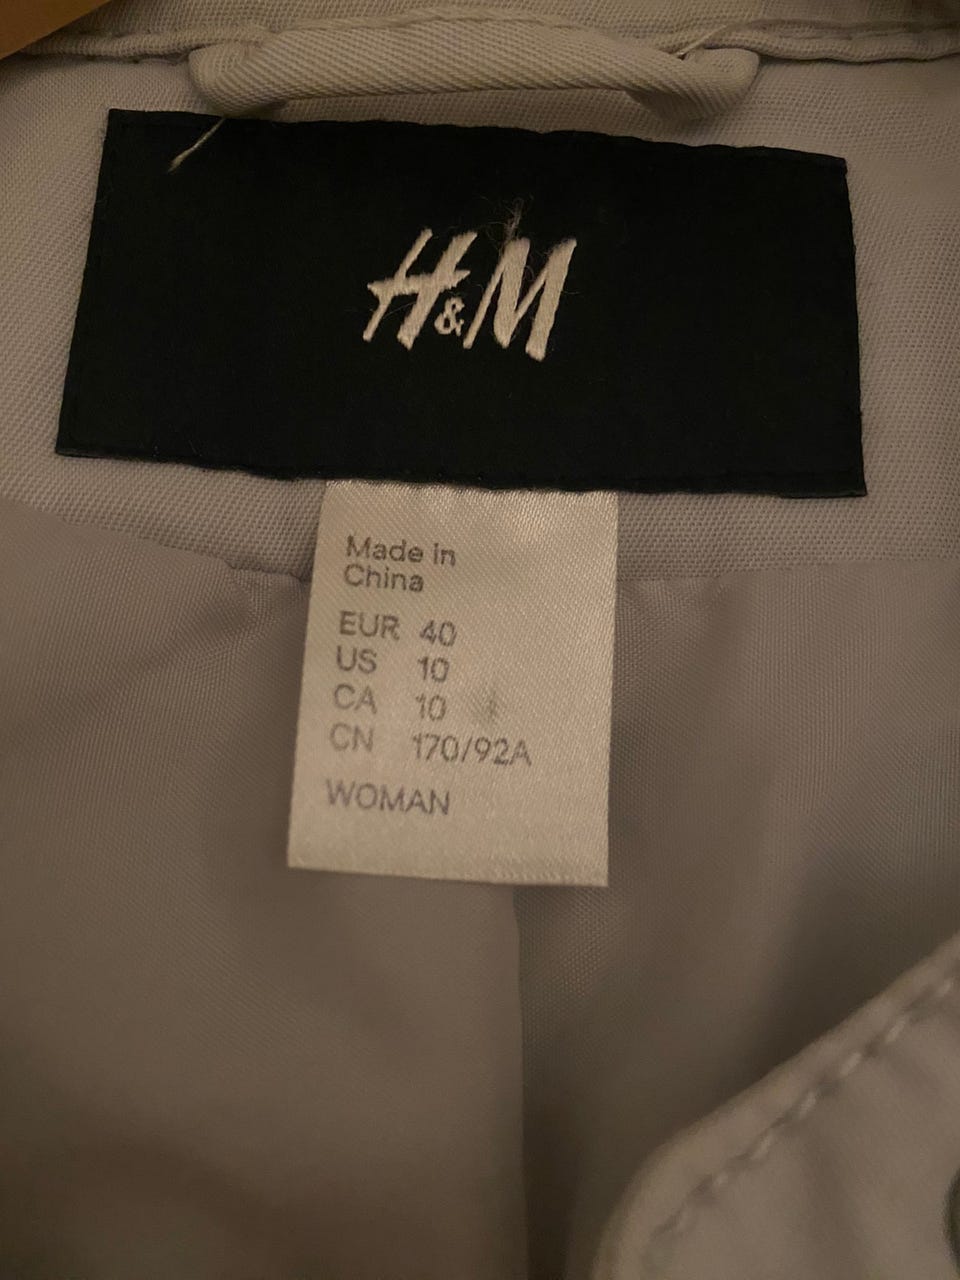 H&M
Made in
China
EUR 40
US 10
CA 10
CN 170/92A
WOMAN